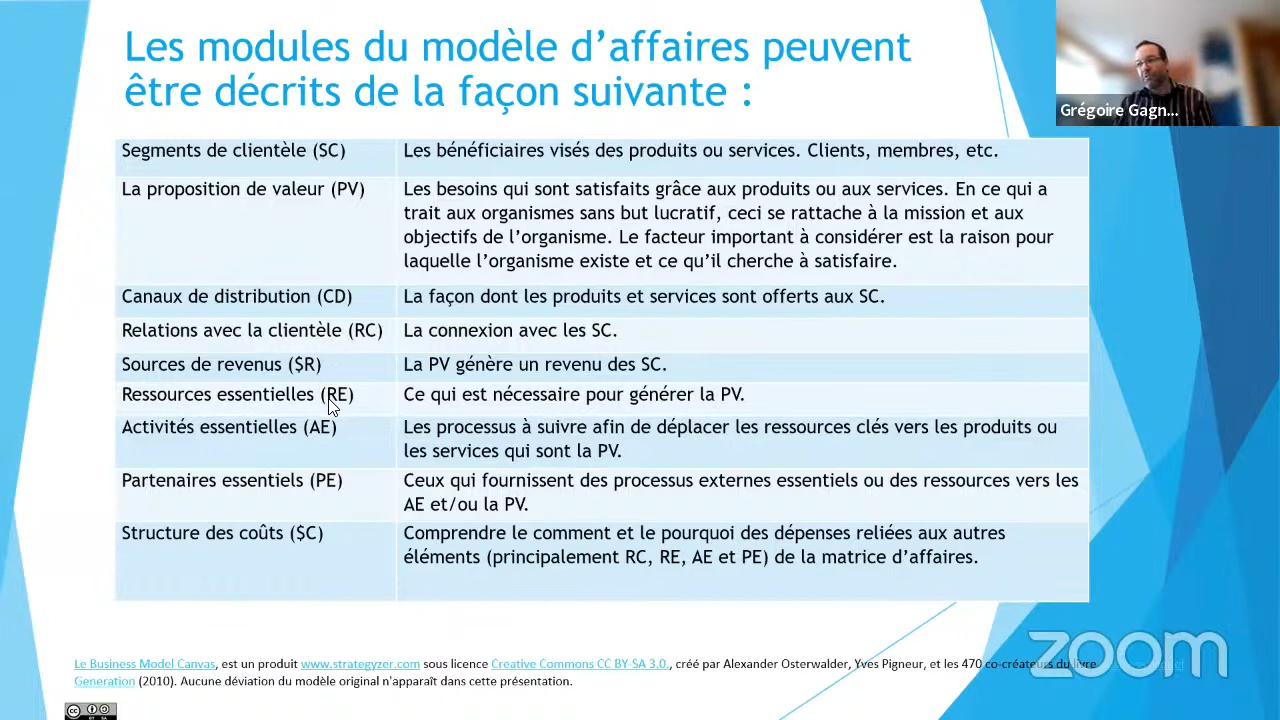 Les modules du modèle d'affaires peuvent
être décrits de la façon suivante :
Grégoire Gagn...
Segments de clientèle (SC)
Les bénéficiaires visés des produits ou services. Clients, membres, etc.
La proposition de valeur (PV)
Les besoins qui sont satisfaits grâce aux produits ou aux services. En ce qui a
trait aux organismes sans but lucratif, ceci se rattache à la mission et aux
objectifs de l'organisme. Le facteur important à considérer est la raison pour
laquelle l'organisme existe et ce qu'il cherche à satisfaire.
Canaux de distribution (CD)
La façon dont les produits et services sont offerts aux SC.
Relations avec la clientèle (RC)
La connexion avec les SC.
Sources de revenus ($R)
La PV génère un revenu des SC.
Ressources essentielles (RE)
Ce qui est nécessaire pour générer la PV.
Activités essentielles (AE)
Les processus à suivre afin de déplacer les ressources clés vers les produits ou
les services qui sont la PV.
Partenaires essentiels (PE)
Ceux qui fournissent des processus externes essentiels ou des ressources vers les
AE et/ou la PV.
Structure des coûts ($C)
Comprendre le comment et le pourquoi des dépenses reliées aux autres
éléments (principalement RC, RE, AE et PE) de la matrice d'affaires.
Le Business Model Canvas, est un produit www.strategyzer.com sous licence Creative Commons CC BY-SA 3.0., créé par Alexander Osterwalder, Yves Pigneur, et les 470 co-créateurs du livre
Generation (2010). Aucune déviation du modèle original n'apparaît dans cette présentation.
zoom
cc
BY SA